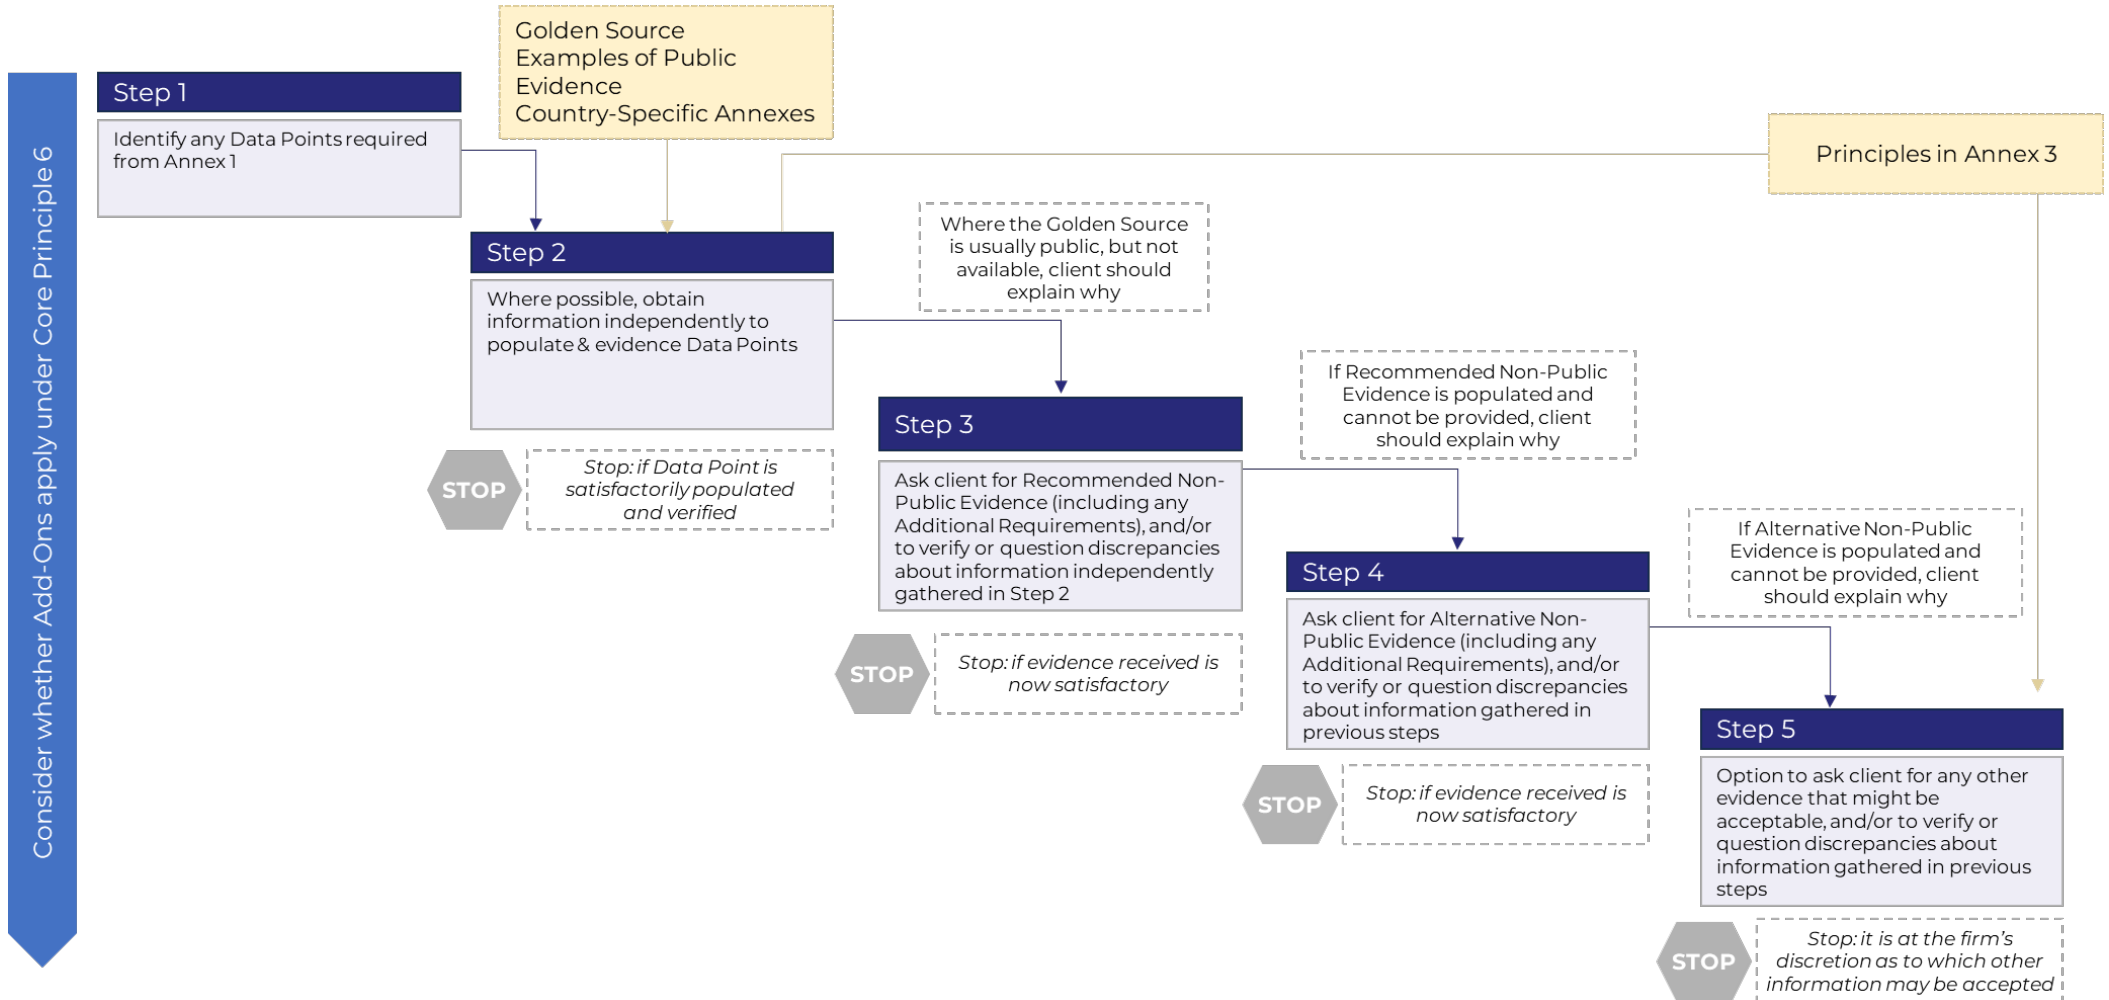 Consider whether Add-Ons apply under Core Principle 6
Step 1
Identify any Data Points required
from Annex 1
Golden Source
Examples of Public
Evidence
Country-Specific Annexes
Principles in Annex 3
Step 2
Where possible, obtain
information independently to
populate & evidence Data Points
STOP
Stop: if Data Point is
satisfactorily populated
and verified
Where the Golden Source
is usually public, but not
available, client should
explain why
Step 3
Ask client for Recommended Non-
Public Evidence (including any
Additional Requirements), and/or
to verify or question discrepancies
about information independently
gathered in Step 2
STOP
Stop: if evidence received is
now satisfactory
If Recommended Non-Public
Evidence is populated and
cannot be provided, client
should explain why
Step 4
Ask client for Alternative Non-
Public Evidence (including any
Additional Requirements), and/or
to verify or question discrepancies
about information gathered in
previous steps
STOP
Stop: if evidence received is
now satisfactory
If Alternative Non-Public
Evidence is populated and
cannot be provided, client
should explain why
Step 5
Option to ask client for any other
evidence that might be
acceptable, and/or to verify or
question discrepancies about
information gathered in previous
steps
STOP
Stop: it is at the firm's
discretion as to which other
information may be accepted